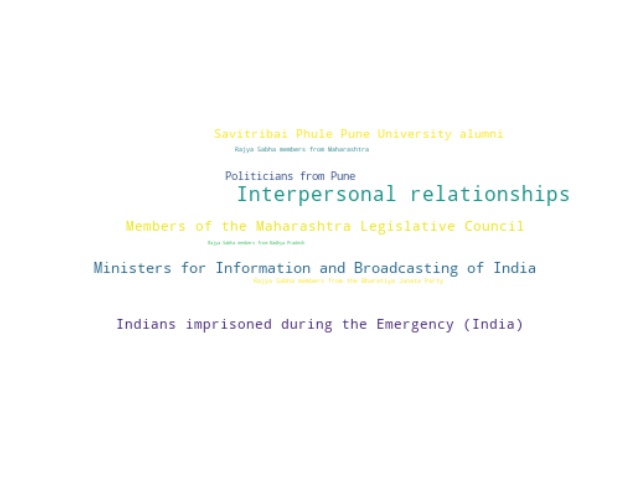 Savitribai Phule Pune University alumni
Rajya Sabha members from Maharashtra
Politicians from Pune
Interpersonal relationships
Members of the Maharashtra Legislative Council
Rajya Sabha members from Madhya Pradesh
Ministers for Information and Broadcasting of India
Rajya Sabha members from the Bharatiya Janata Party
Indians imprisoned during the Emergency (India)